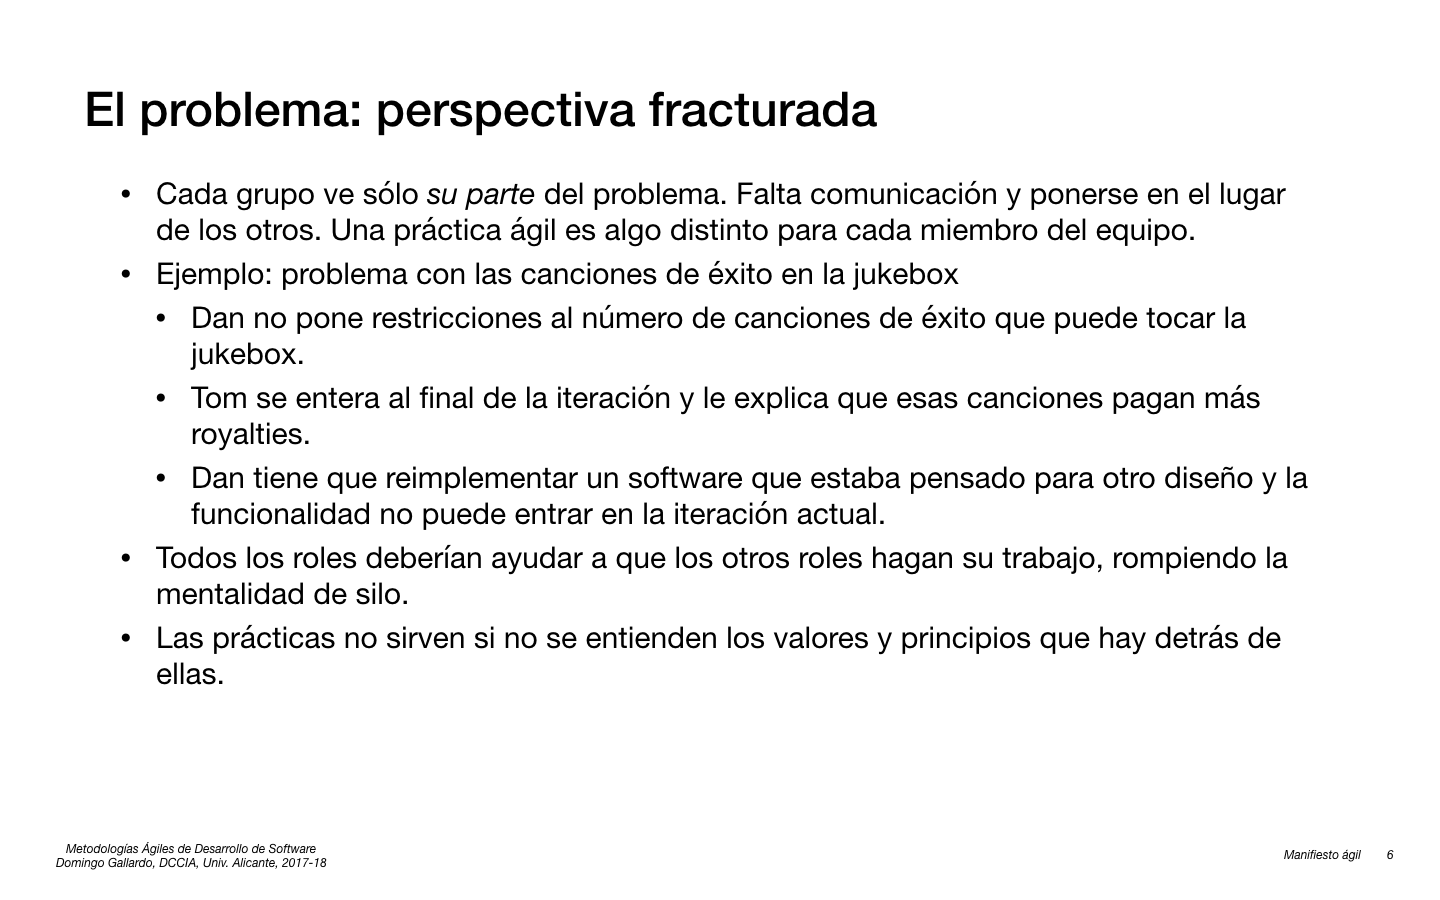 El problema: perspectiva fracturada
• Cada grupo ve sólo su parte del problema. Falta comunicación y ponerse en el lugar
de los otros. Una práctica ágil es algo distinto para cada miembro del equipo.
• Ejemplo: problema con las canciones de éxito en la jukebox
• Dan no pone restricciones al número de canciones de éxito que puede tocar la
jukebox.
• Tom se entera al final de la iteración y le explica que esas canciones pagan más
royalties.
• Dan tiene que reimplementar un software que estaba pensado para otro diseño y la
funcionalidad no puede entrar en la iteración actual.
• Todos los roles deberían ayudar a que los otros roles hagan su trabajo, rompiendo la
mentalidad de silo.
• Las prácticas no sirven si no se entienden los valores y principios que hay detrás de
ellas.
Metodologías Ágiles de Desarrollo de Software
Domingo Gallardo, DCCIA, Univ. Alicante, 2017-18
Manifiesto ágil 6